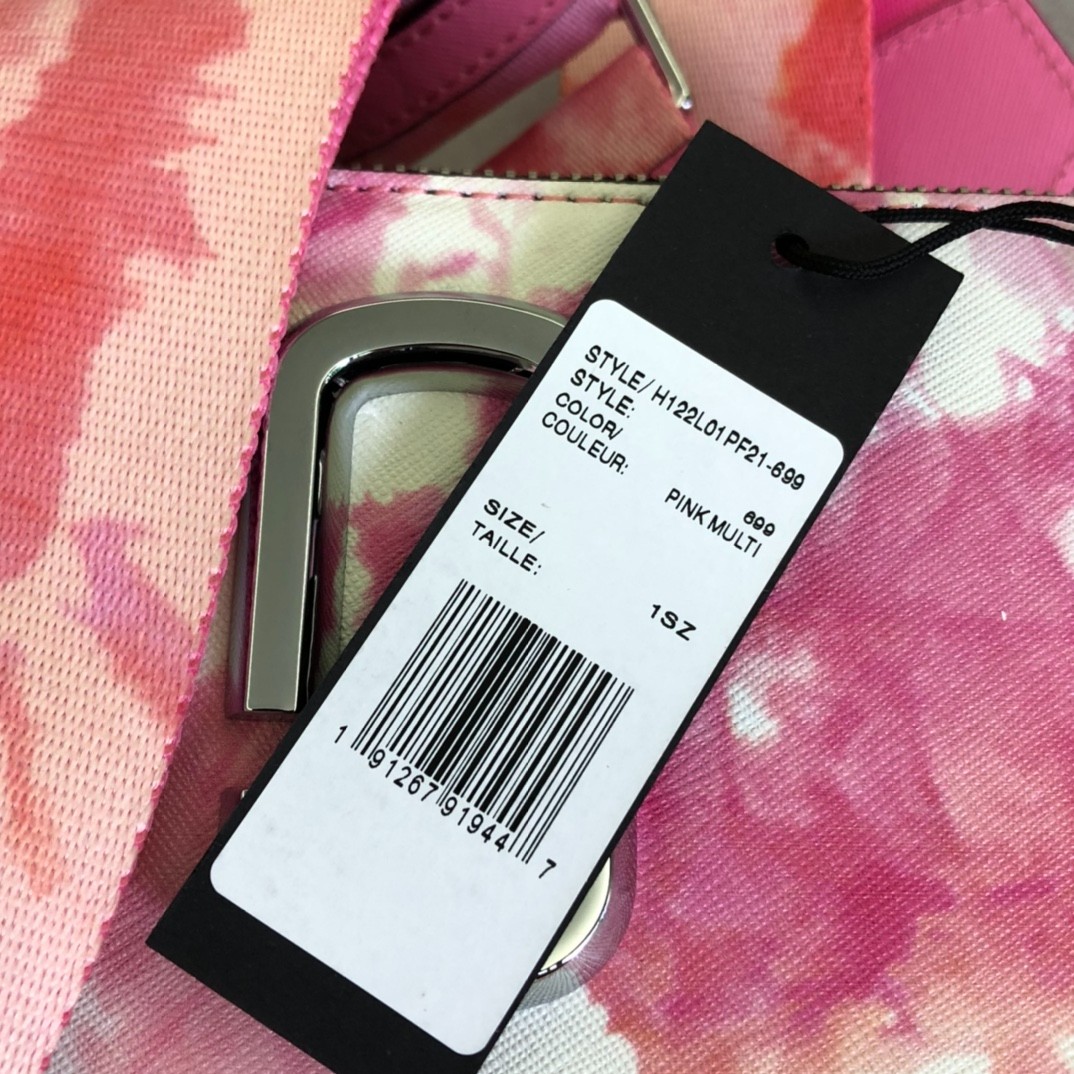 STYLE/ H122L01PF21-699
STYLE:
COLOR/
COULEUR:
699
PINK MULTI
SIZE/
TAILLE:
1SZ
1 91267 91944 7